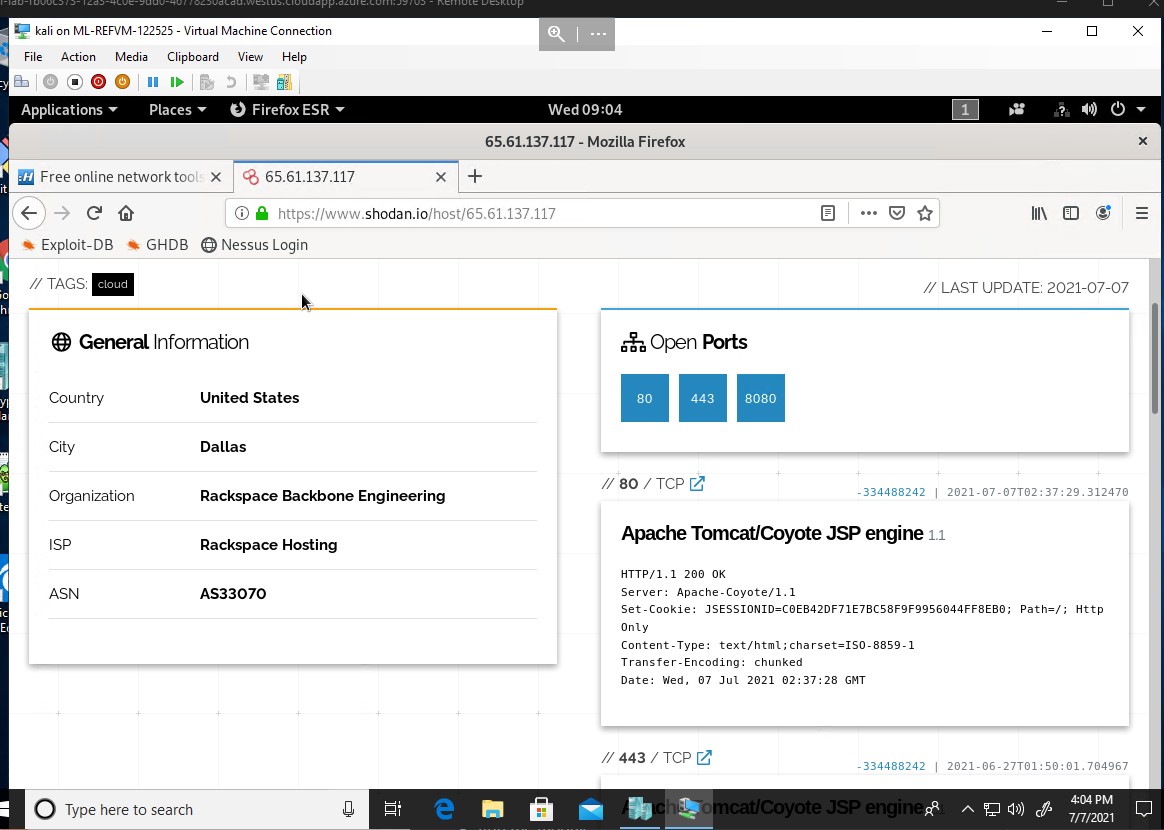 kali on ML-REFVM-122525 - Virtual Machine Connection
File Action Media Clipboard View Help
Applications Places Firefox ESR Wed 09:04 1
65.61.137.117 - Mozilla Firefox
Free online network tools 65.61.137.117
https://www.shodan.io/host/65.61.137.117
Exploit-DB GHDB Nessus Login
// TAGS: cloud
// LAST UPDATE: 2021-07-07
General Information
Country United States
City Dallas
Organization Rackspace Backbone Engineering
ISP Rackspace Hosting
ASN AS33070
Open Ports
80 443 8080
// 80 / TCP
-334488242 | 2021-07-07T02:37:29.312470
Apache Tomcat/Coyote JSP engine 1.1
HTTP/1.1 200 OK
Server: Apache-Coyote/1.1
Set-Cookie: JSESSIONID=C0EB42DF71E7BC58F9F9956044FF8EB0; Path=/; Http
Only
Content-Type: text/html;charset=ISO-8859-1
Transfer-Encoding: chunked
Date: Wed, 07 Jul 2021 02:37:28 GMT
// 443 / TCP
-334488242 | 2021-06-27T01:50:01.704967
Apache Tomcat/Coyote JSP engine
Type here to search
4:04 PM
7/7/2021